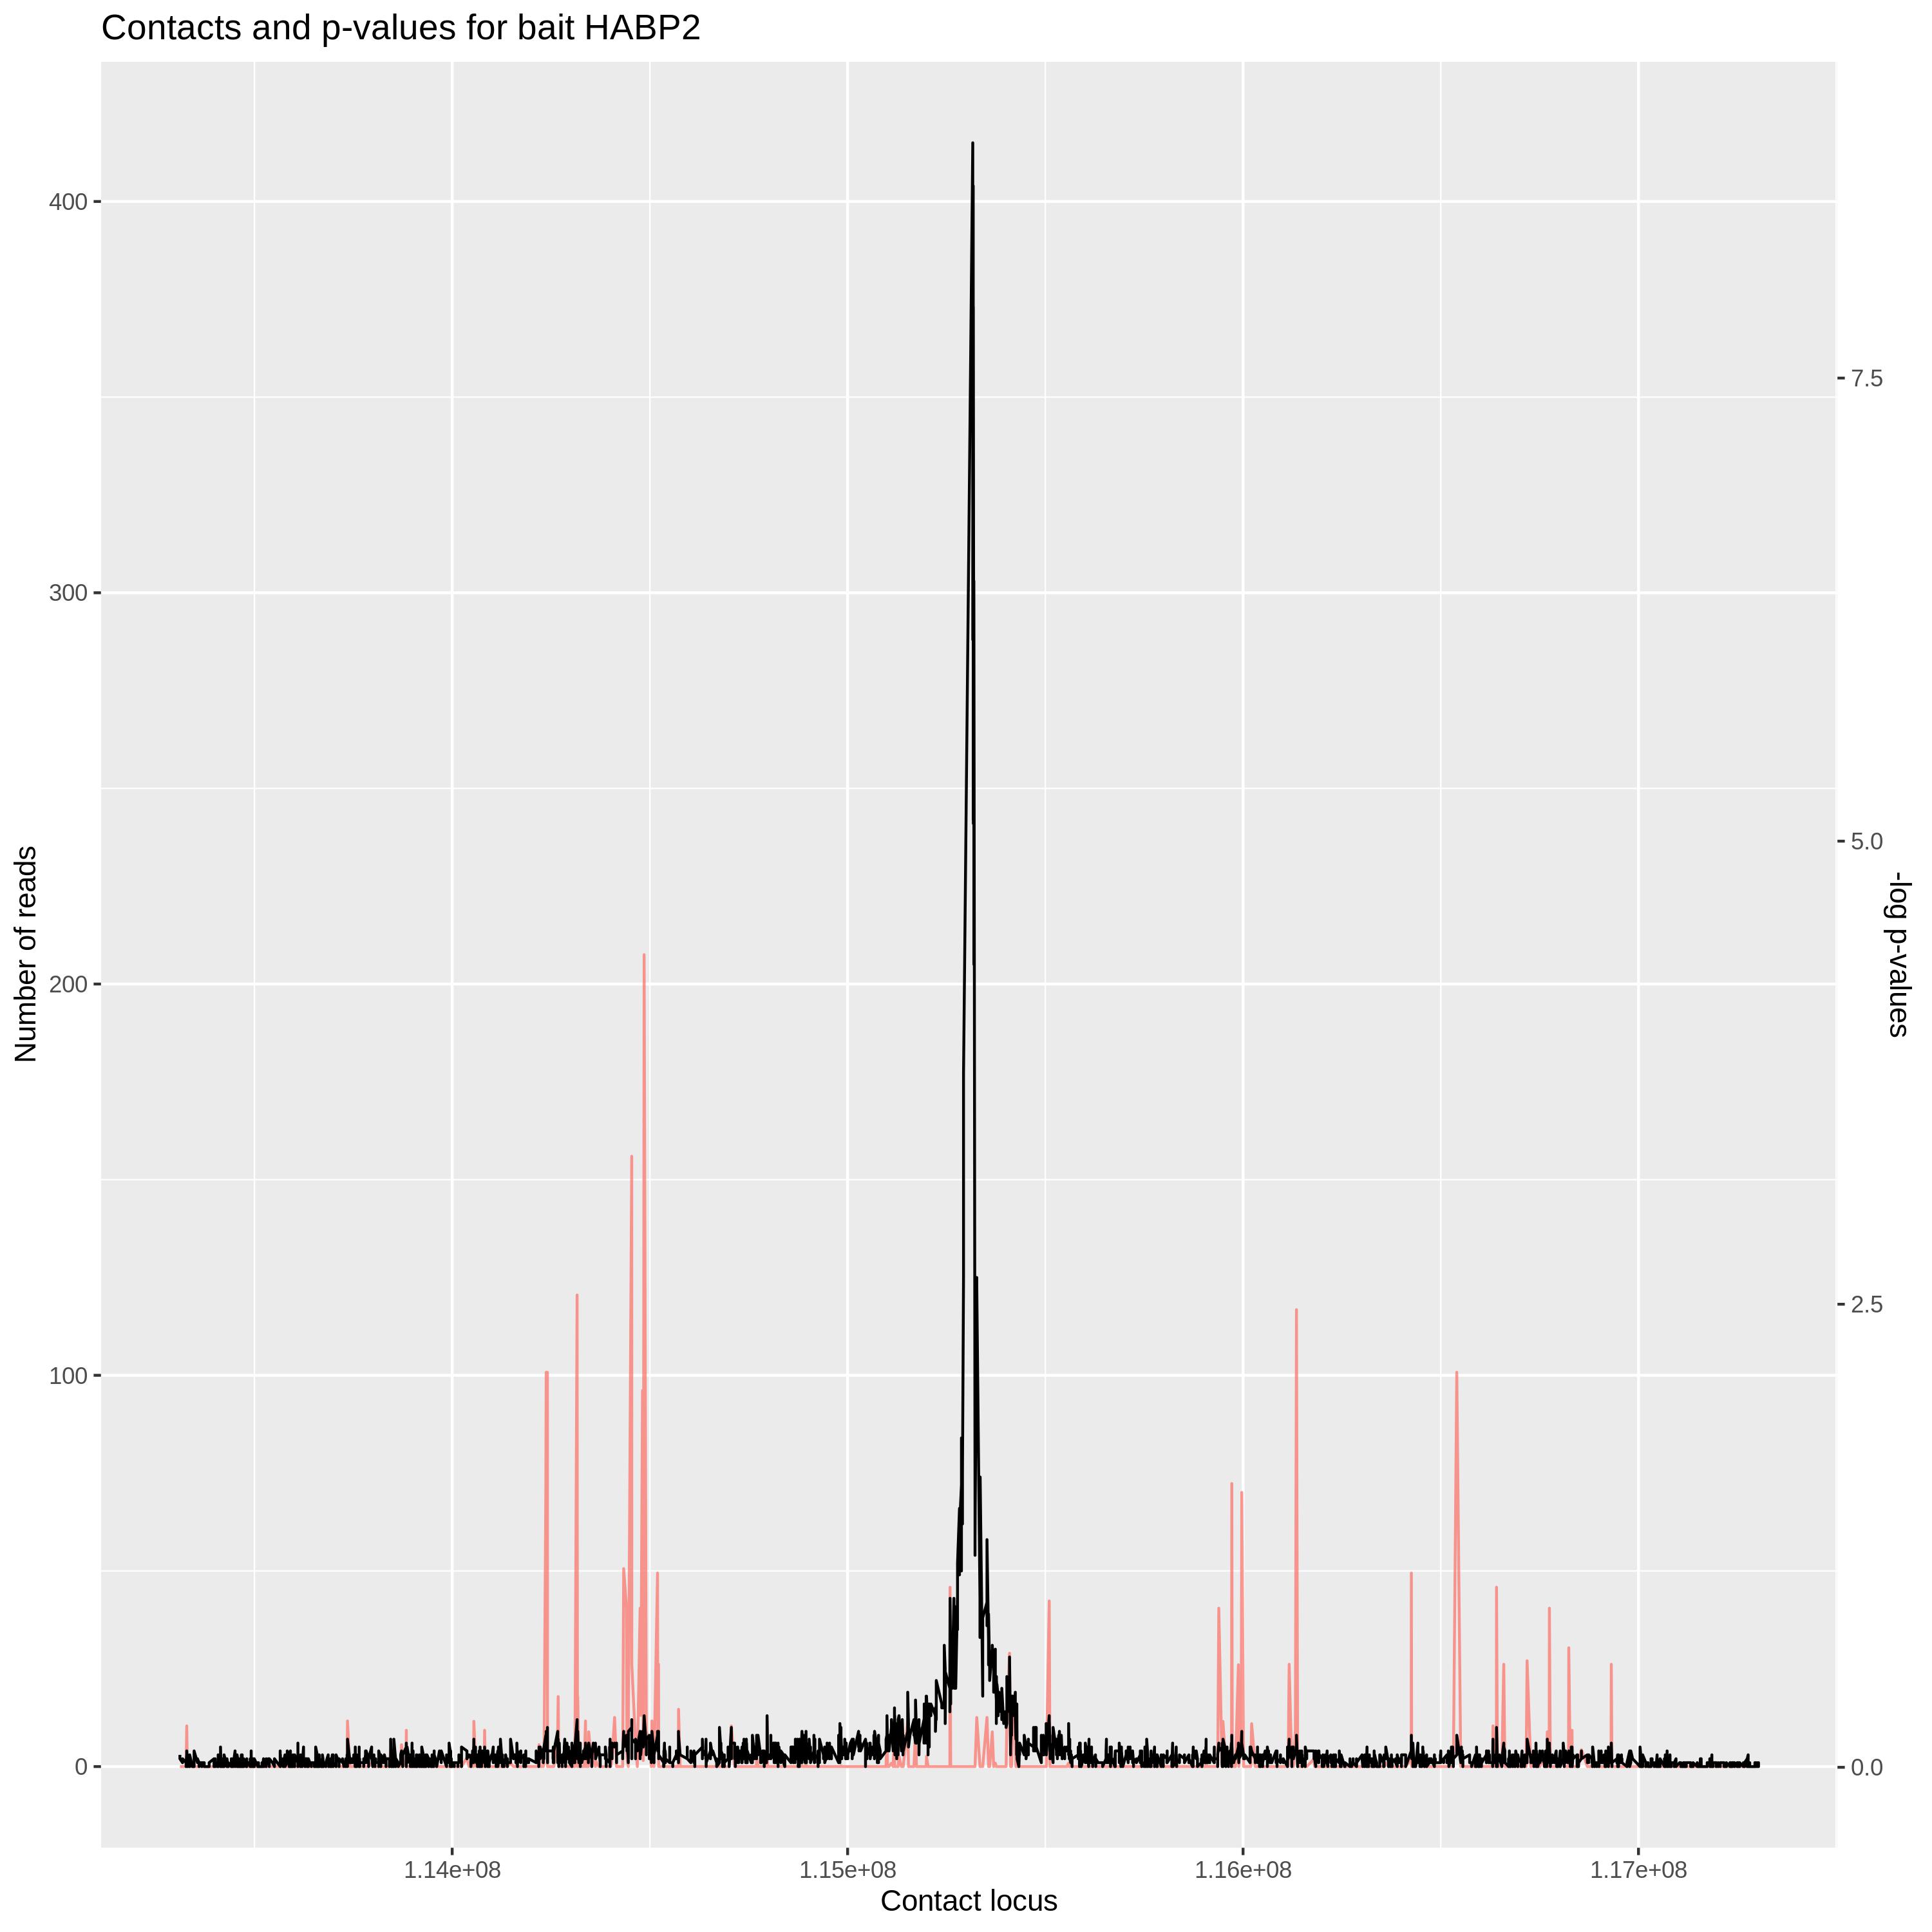 Contacts and p-values for bait HABP2
400
300
200
100
0
Number of reads
7.5
5.0
2.5
0.0
-log p-values
1.14e+08 1.15e+08 1.16e+08 1.17e+08
Contact locus